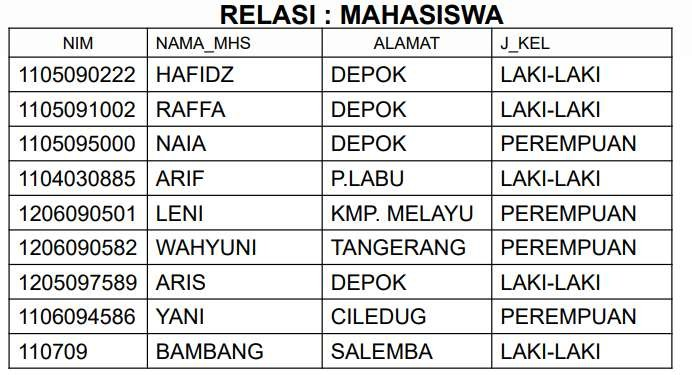 RELASI : MAHASISWA
NIM NAMA_MHS ALAMAT J_KEL
1105090222 HAFIDZ DEPOK LAKI-LAKI
1105091002 RAFFA DEPOK LAKI-LAKI
1105095000 NAIA DEPOK PEREMPUAN
1104030885 ARIF P.LABU LAKI-LAKI
1206090501 LENI KMP. MELAYU PEREMPUAN
1206090582 WAHYUNI TANGERANG PEREMPUAN
1205097589 ARIS DEPOK LAKI-LAKI
1106094586 YANI CILEDUG PEREMPUAN
110709 BAMBANG SALEMBA LAKI-LAKI